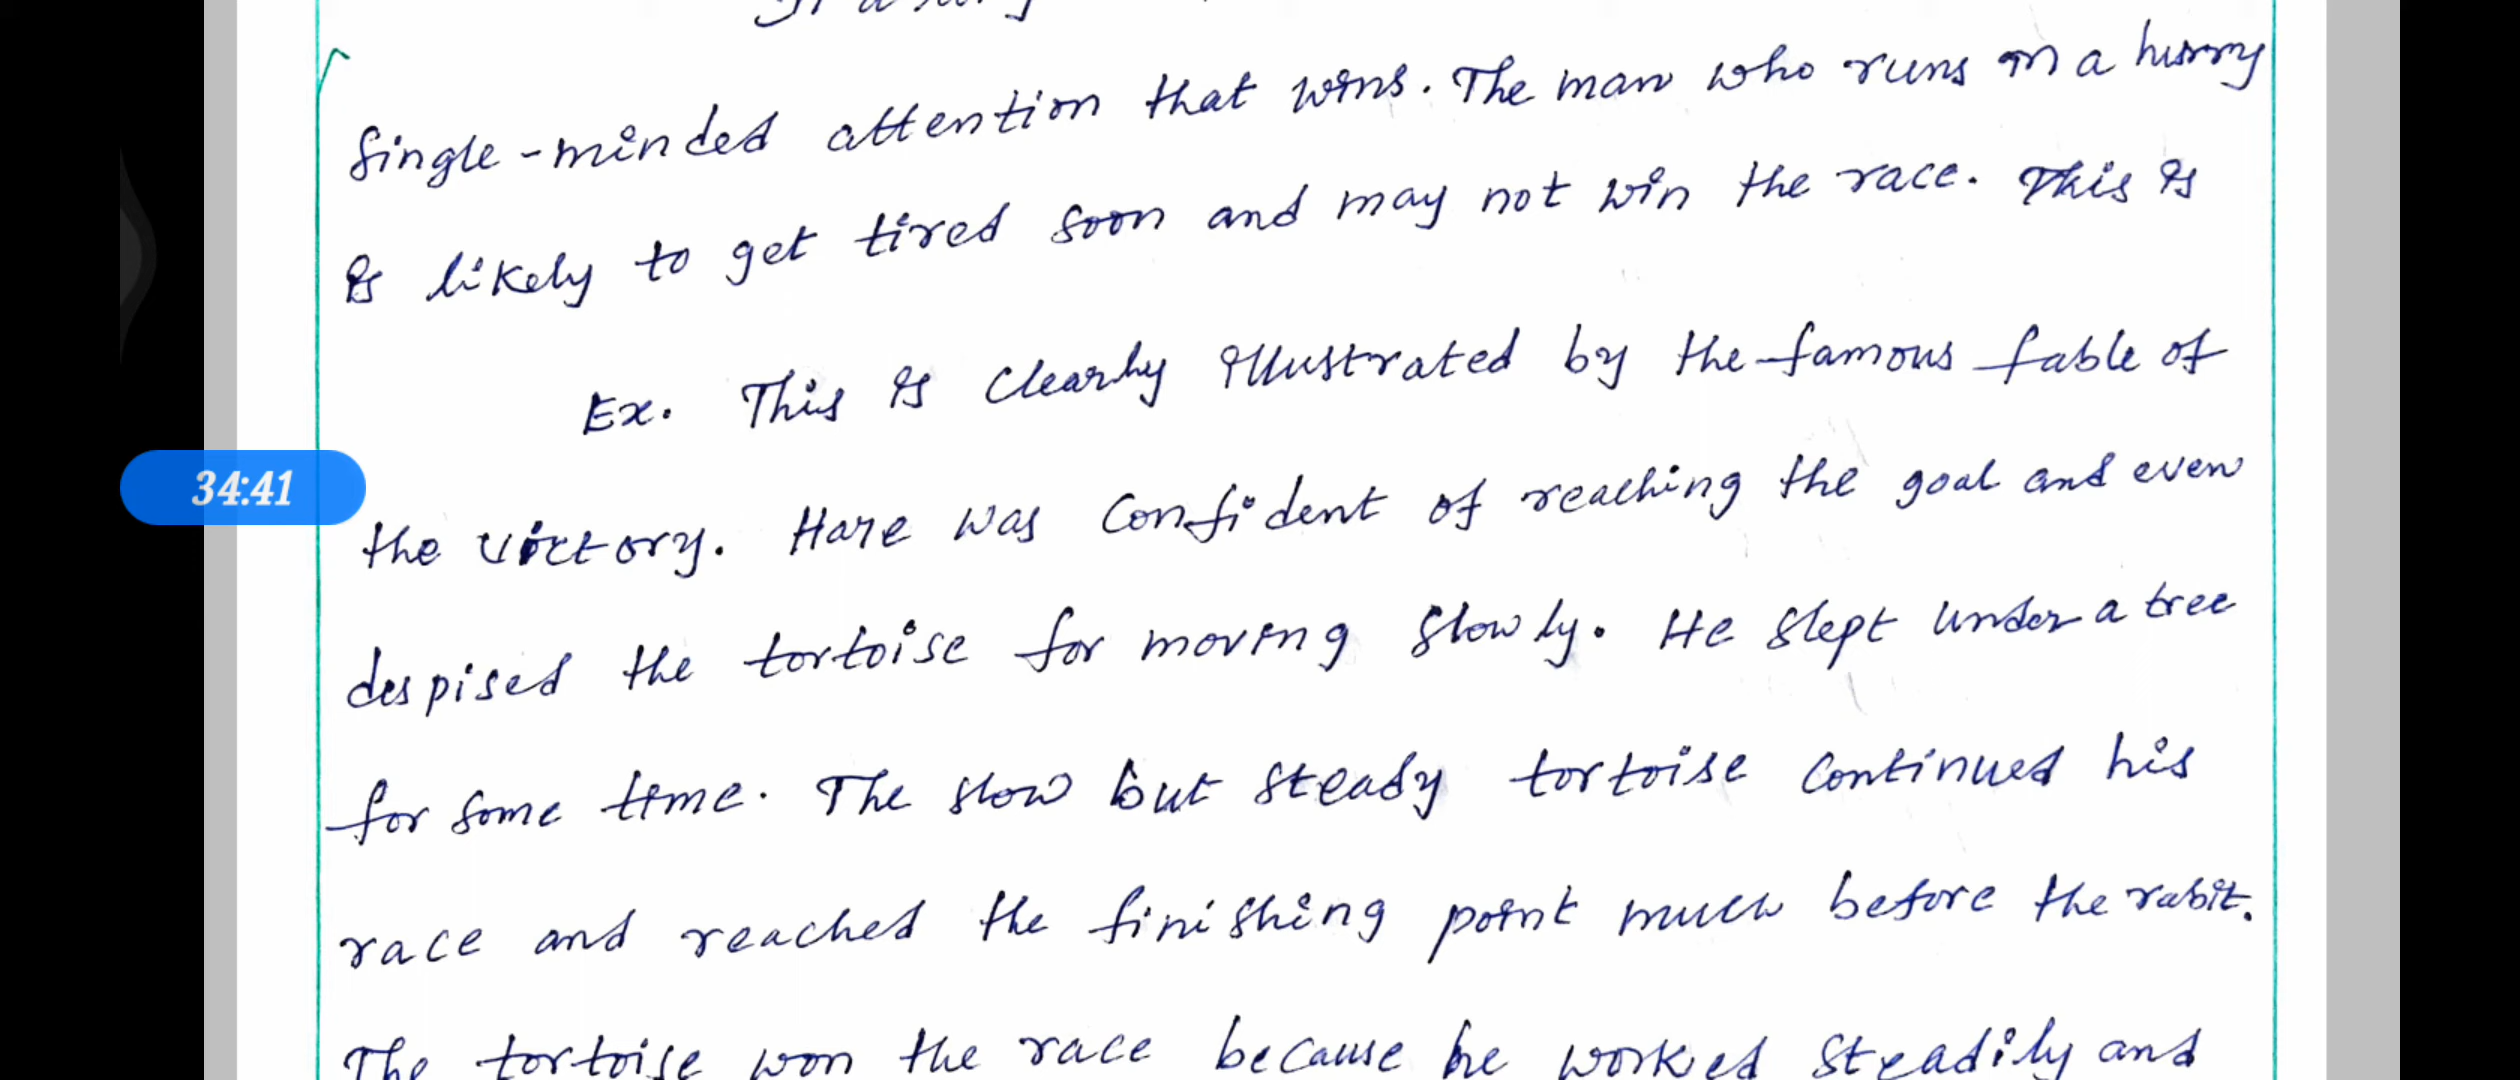 single-minded attention that wins. The man who runs in a hurry
is likely to get tired soon and may not win the race. This is
Ex. This is clearly illustrated by the famous fable of
34:41
the victory. Hare was confident of reaching the goal and even
despised the tortoise for moving slowly. He slept under a tree
for some time. The slow but steady tortoise continued his
race and reached the finishing point much before the rabit.
The tortoise won the race because he worked steadily and